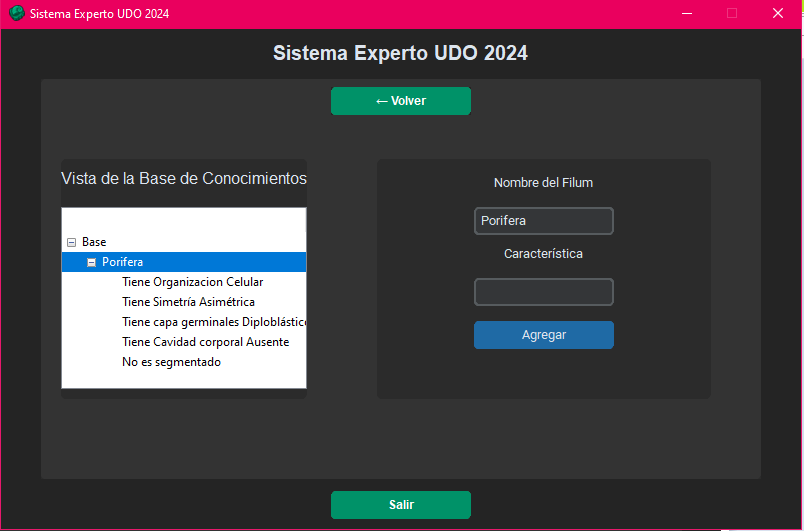 Sistema Experto UDO 2024
Sistema Experto UDO 2024
← Volver
Vista de la Base de Conocimientos
Base
Porifera
Tiene Organizacion Celular
Tiene Simetría Asimétrica
Tiene capa germinales Diploblástico
Tiene Cavidad corporal Ausente
No es segmentado
Nombre del Filum
Porifera
Característica
Agregar
Salir